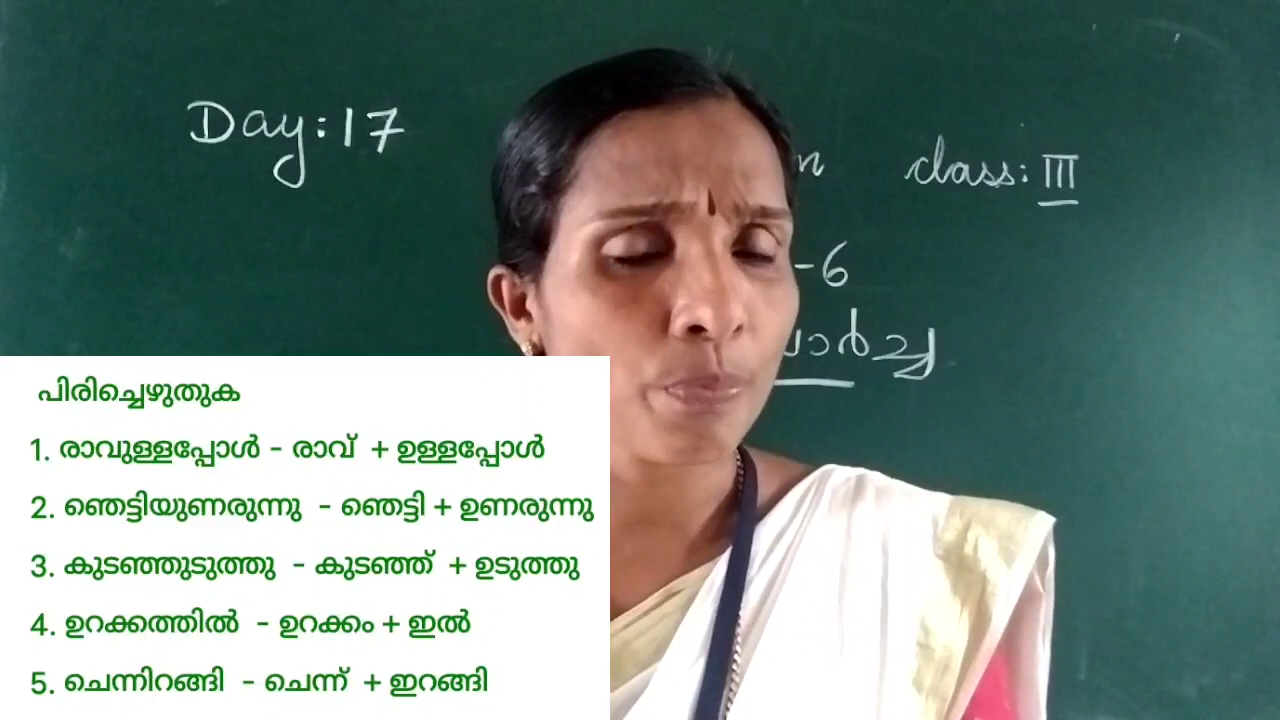 Day:17
class: III
-6
പിരിച്ചെഴുതുക
1. രാവുള്ളപ്പോൾ - രാവ് + ഉള്ളപ്പോൾ
2. ഞെട്ടിയുണരുന്നു - ഞെട്ടി + ഉണരുന്നു
3. കുടഞ്ഞുടുത്തു - കുടഞ്ഞ് + ഉടുത്തു
4. ഉറക്കത്തിൽ - ഉറക്കം + ഇൽ
5. ചെന്നിറങ്ങി - ചെന്ന് + ഇറങ്ങി